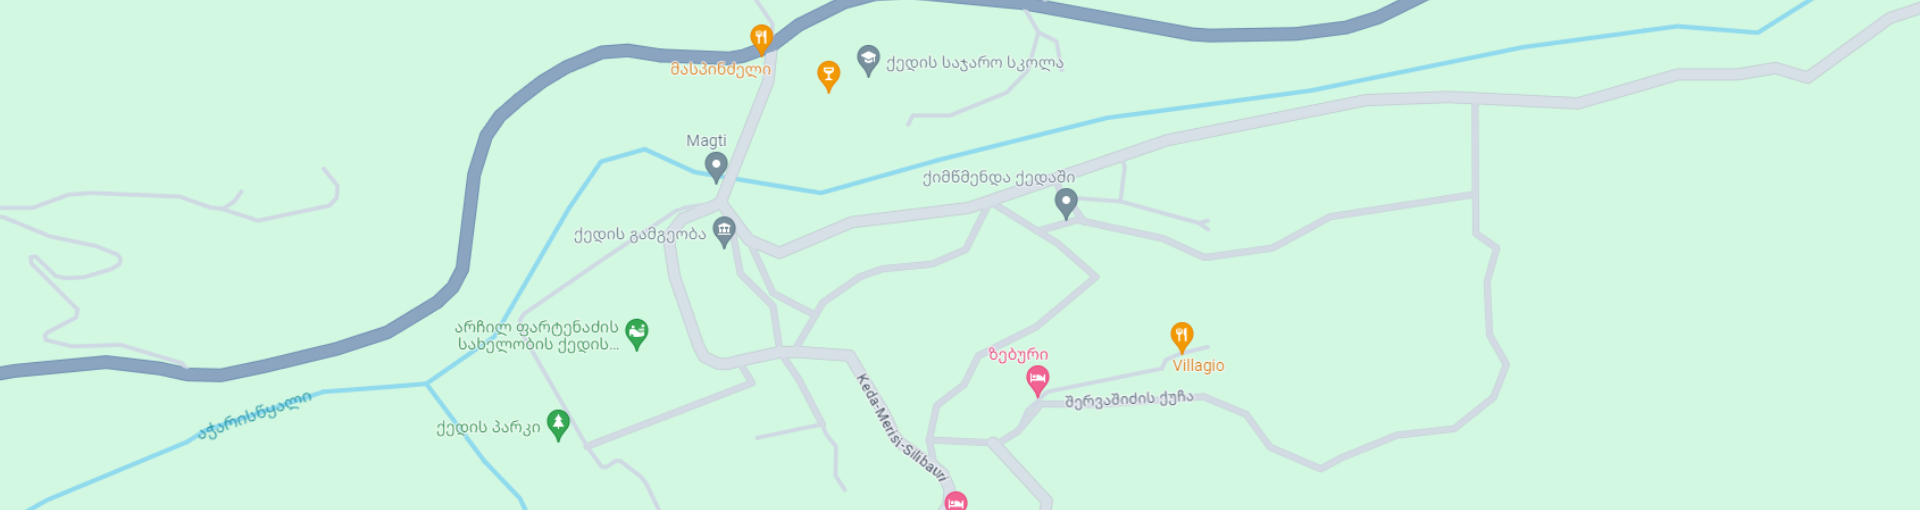 მასპინძელი
ქედის საჯარო სკოლა
Magti
ქიმწმენდა ქედაში
ქედის გამგეობა
არჩილ ფარტენაძის
სახელობის ქედის...
ზებური
Villagio
Keda-Merisi-Silibauri
შერვაშიძის ქუჩა
აჭარისწყალი
ქედის პარკი